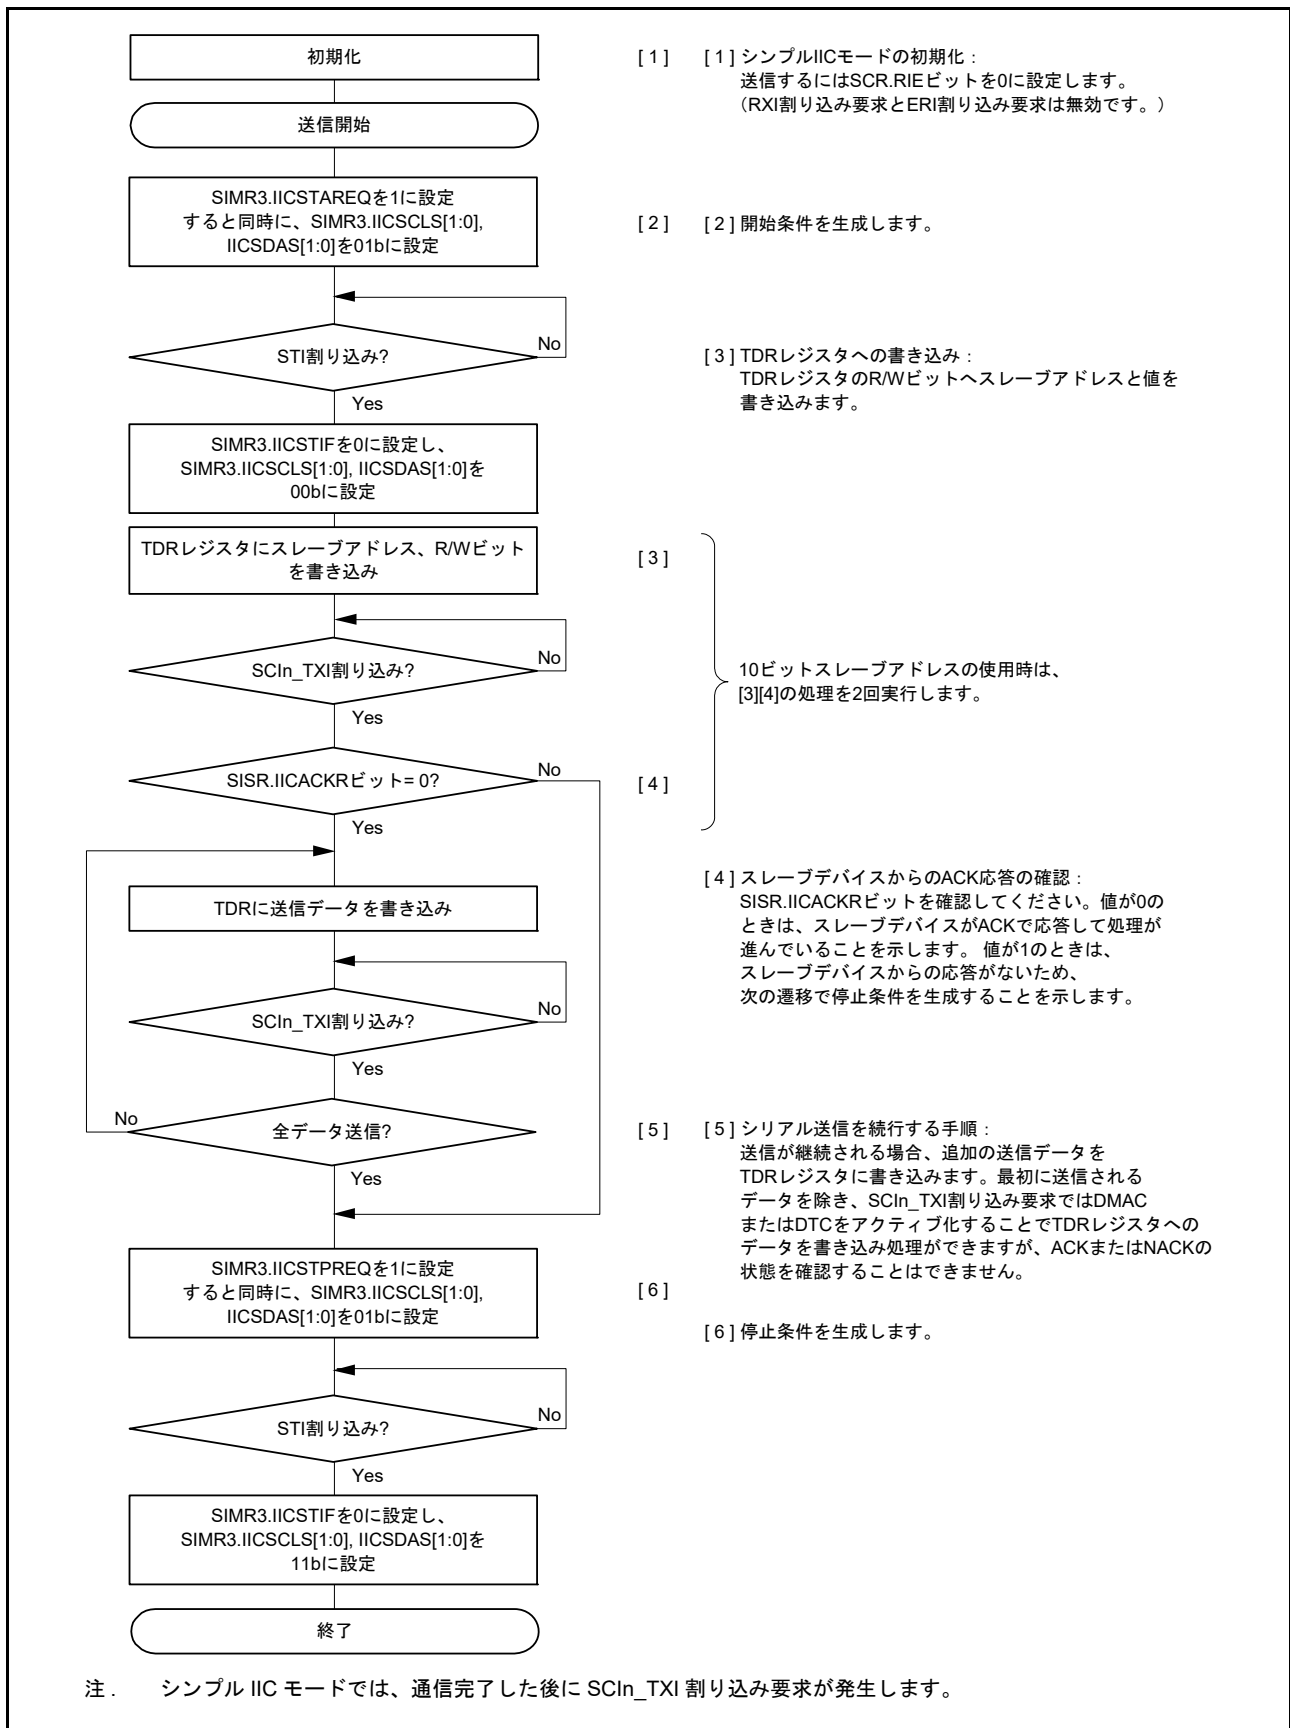 初期化
[ 1 ]
[ 1 ] シンプルIICモードの初期化：
送信するにはSCR.RIEビットを0に設定します。
（RXI割り込み要求とERI割り込み要求は無効です。）
送信開始
SIMR3.IICSTAREQを1に設定
すると同時に、SIMR3.IICSCLS[1:0],
IICSDAS[1:0]を01bに設定
[ 2 ]
[ 2 ] 開始条件を生成します。
STI割り込み?
No
Yes
[ 3 ] TDRレジスタへの書き込み：
TDRレジスタのR/Wビットへスレーブアドレスと値を
書き込みます。
SIMR3.IICSTIFを0に設定し、
SIMR3.IICSCLS[1:0], IICSDAS[1:0]を
00bに設定
TDRレジスタにスレーブアドレス、R/Wビット
を書き込み
[ 3 ]
SCIn_TXI割り込み?
No
Yes
10ビットスレーブアドレスの使用時は、
[3][4]の処理を2回実行します。
SISR.IICACKRビット= 0?
No
Yes
[ 4 ]
[ 4 ] スレーブデバイスからのACK応答の確認：
SISR.IICACKRビットを確認してください。値が0の
ときは、スレーブデバイスがACKで応答して処理が
進んでいることを示します。 値が1のときは、
スレーブデバイスからの応答がないため、
次の遷移で停止条件を生成することを示します。
TDRに送信データを書き込み
SCIn_TXI割り込み?
No
Yes
全データ送信?
No
Yes
[ 5 ]
[ 5 ] シリアル送信を続行する手順：
送信が継続される場合、追加の送信データを
TDRレジスタに書き込みます。最初に送信される
データを除き、SCIn_TXI割り込み要求ではDMAC
またはDTCをアクティブ化することでTDRレジスタへの
データを書き込み処理ができますが、ACKまたはNACKの
状態を確認することはできません。
SIMR3.IICSTPREQを1に設定
すると同時に、SIMR3.IICSCLS[1:0],
IICSDAS[1:0]を01bに設定
[ 6 ]
[ 6 ] 停止条件を生成します。
STI割り込み?
No
Yes
SIMR3.IICSTIFを0に設定し、
SIMR3.IICSCLS[1:0], IICSDAS[1:0]を
11bに設定
終了
注 . シンプル IIC モードでは、通信完了した後に SCIn_TXI 割り込み要求が発生します。